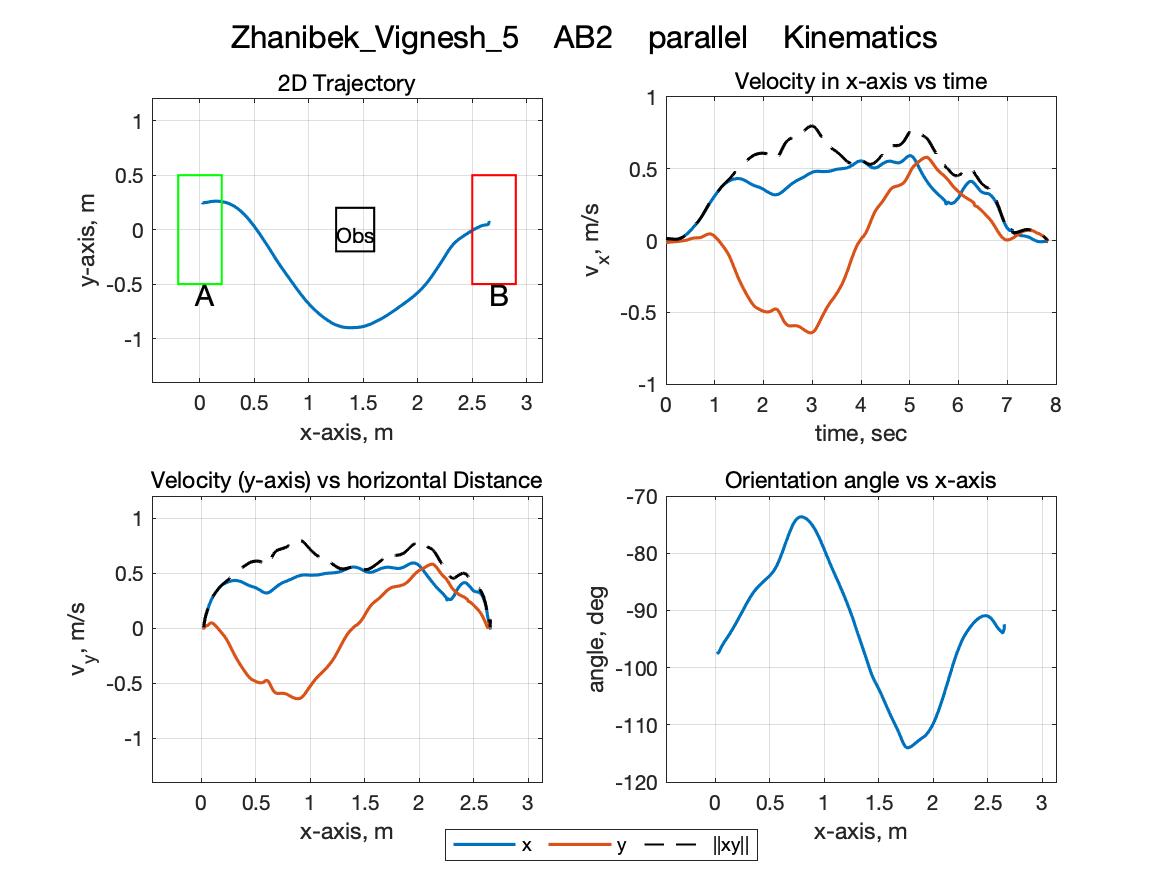 Zhanibek_Vignesh_5 AB2 parallel Kinematics
2D Trajectory
1
0.5
0
-0.5
-1
y-axis, m
Obs
A
B
0 0.5 1 1.5 2 2.5 3
x-axis, m
Velocity in x-axis vs time
1
0.5
0
-0.5
-1
vx, m/s
0 1 2 3 4 5 6 7 8
time, sec
Velocity (y-axis) vs horizontal Distance
1
0.5
0
-0.5
-1
vy, m/s
0 0.5 1 1.5 2 2.5 3
x-axis, m
Orientation angle vs x-axis
-70
-80
-90
-100
-110
-120
angle, deg
0 0.5 1 1.5 2 2.5 3
x-axis, m
x y ||xy||